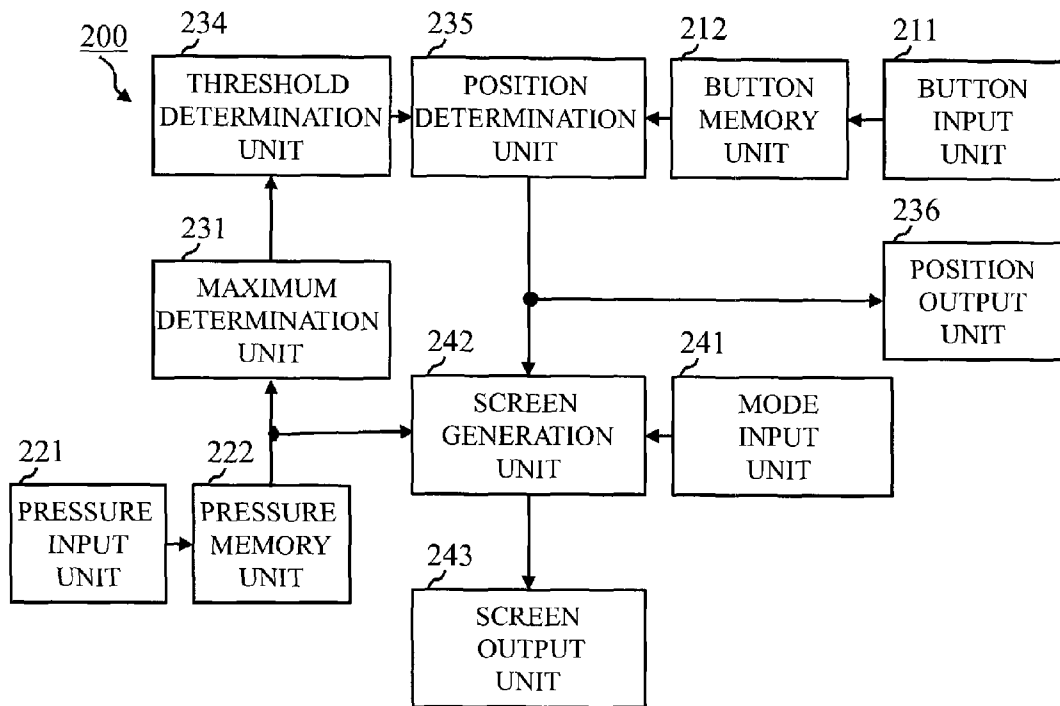 200
234
THRESHOLD
DETERMINATION
UNIT
235
POSITION
DETERMINATION
UNIT
212
BUTTON
MEMORY
UNIT
211
BUTTON
INPUT
UNIT
231
MAXIMUM
DETERMINATION
UNIT
236
POSITION
OUTPUT
UNIT
242
SCREEN
GENERATION
UNIT
241
MODE
INPUT
UNIT
221
PRESSURE
INPUT
UNIT
222
PRESSURE
MEMORY
UNIT
243
SCREEN
OUTPUT
UNIT